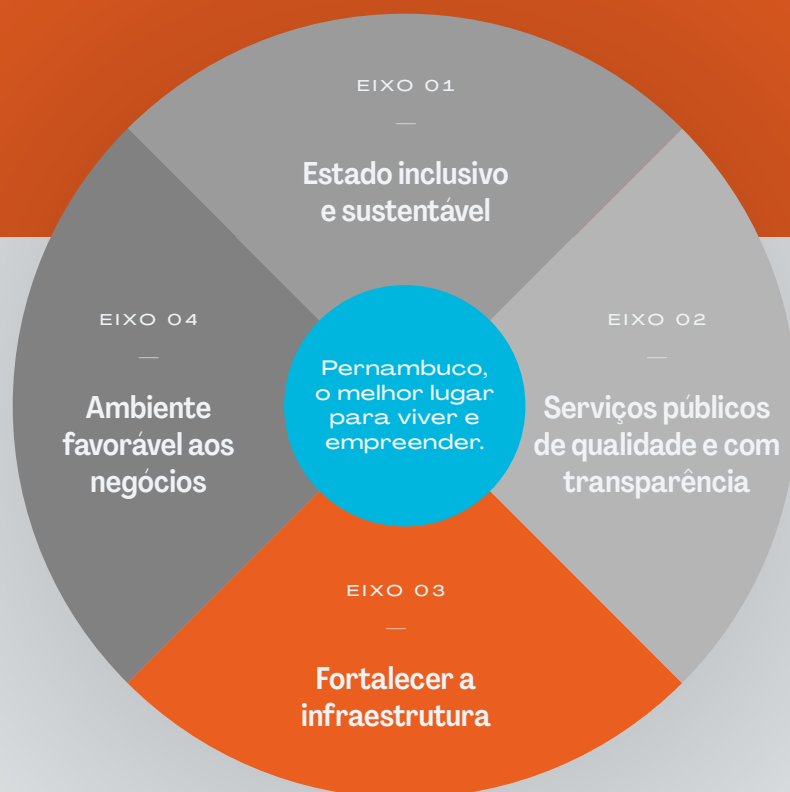 EIXO 01
Estado inclusivo
e sustentável
EIXO 04
Ambiente
favorável aos
negócios
Pernambuco,
o melhor lugar
para viver e
empreender.
EIXO 02
Serviços públicos
de qualidade e com
transparência
EIXO 03
Fortalecer a
infraestrutura